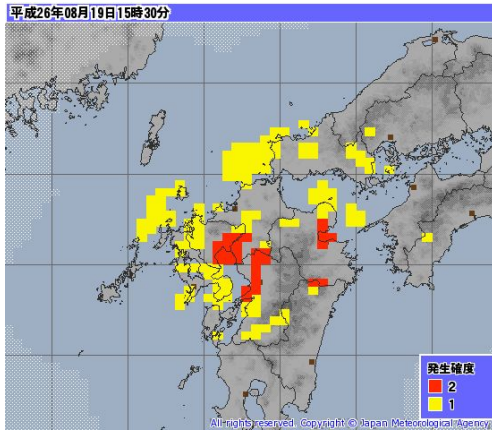 平成26年08月19日15時30分
発生確度
2
1
All rights reserved. Copyright © Japan Meteorological Agency